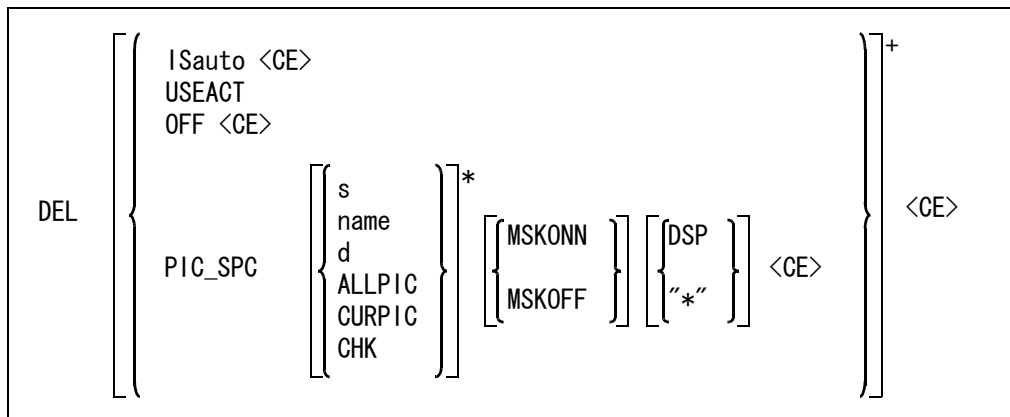 ISauto <CE>
USEACT
OFF <CE>
DEL
PIC_SPC
s
name
d
ALLPIC
CURPIC
CHK
*
MSKONN
MSKOFF
DSP
"*"
<CE>
+
<CE>